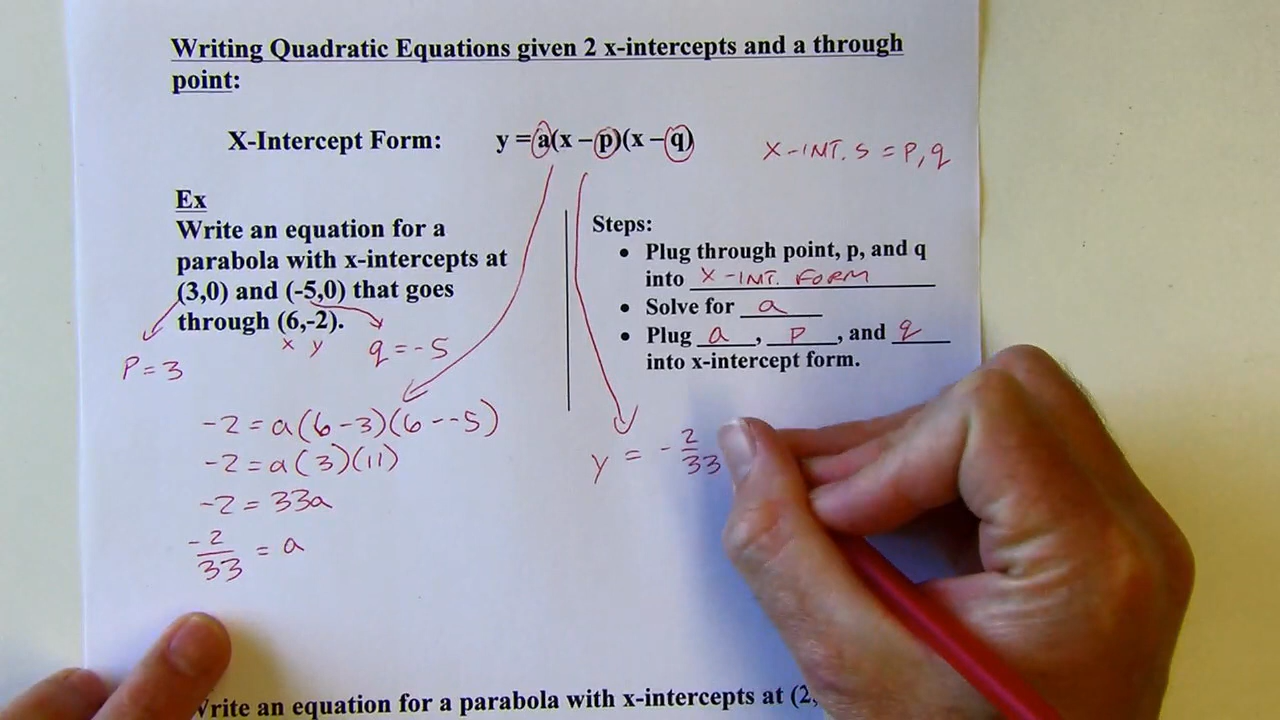 Writing Quadratic Equations given 2 x-intercepts and a through
point:
X-Intercept Form: y = a(x – p)(x – q)
X-INT.S = P, q
Ex
Write an equation for a
parabola with x-intercepts at
(3,0) and (-5,0) that goes
through (6,-2).
x y
P = 3
q = -5
-2 = a(6-3)(6--5)
-2 = a(3)(11)
-2 = 33a
-2/33 = a
Steps:
• Plug through point, p, and q
into X-INT. FORM
• Solve for a
• Plug a, P, and q
into x-intercept form.
y = -2/33
Write an equation for a parabola with x-intercepts at (2,